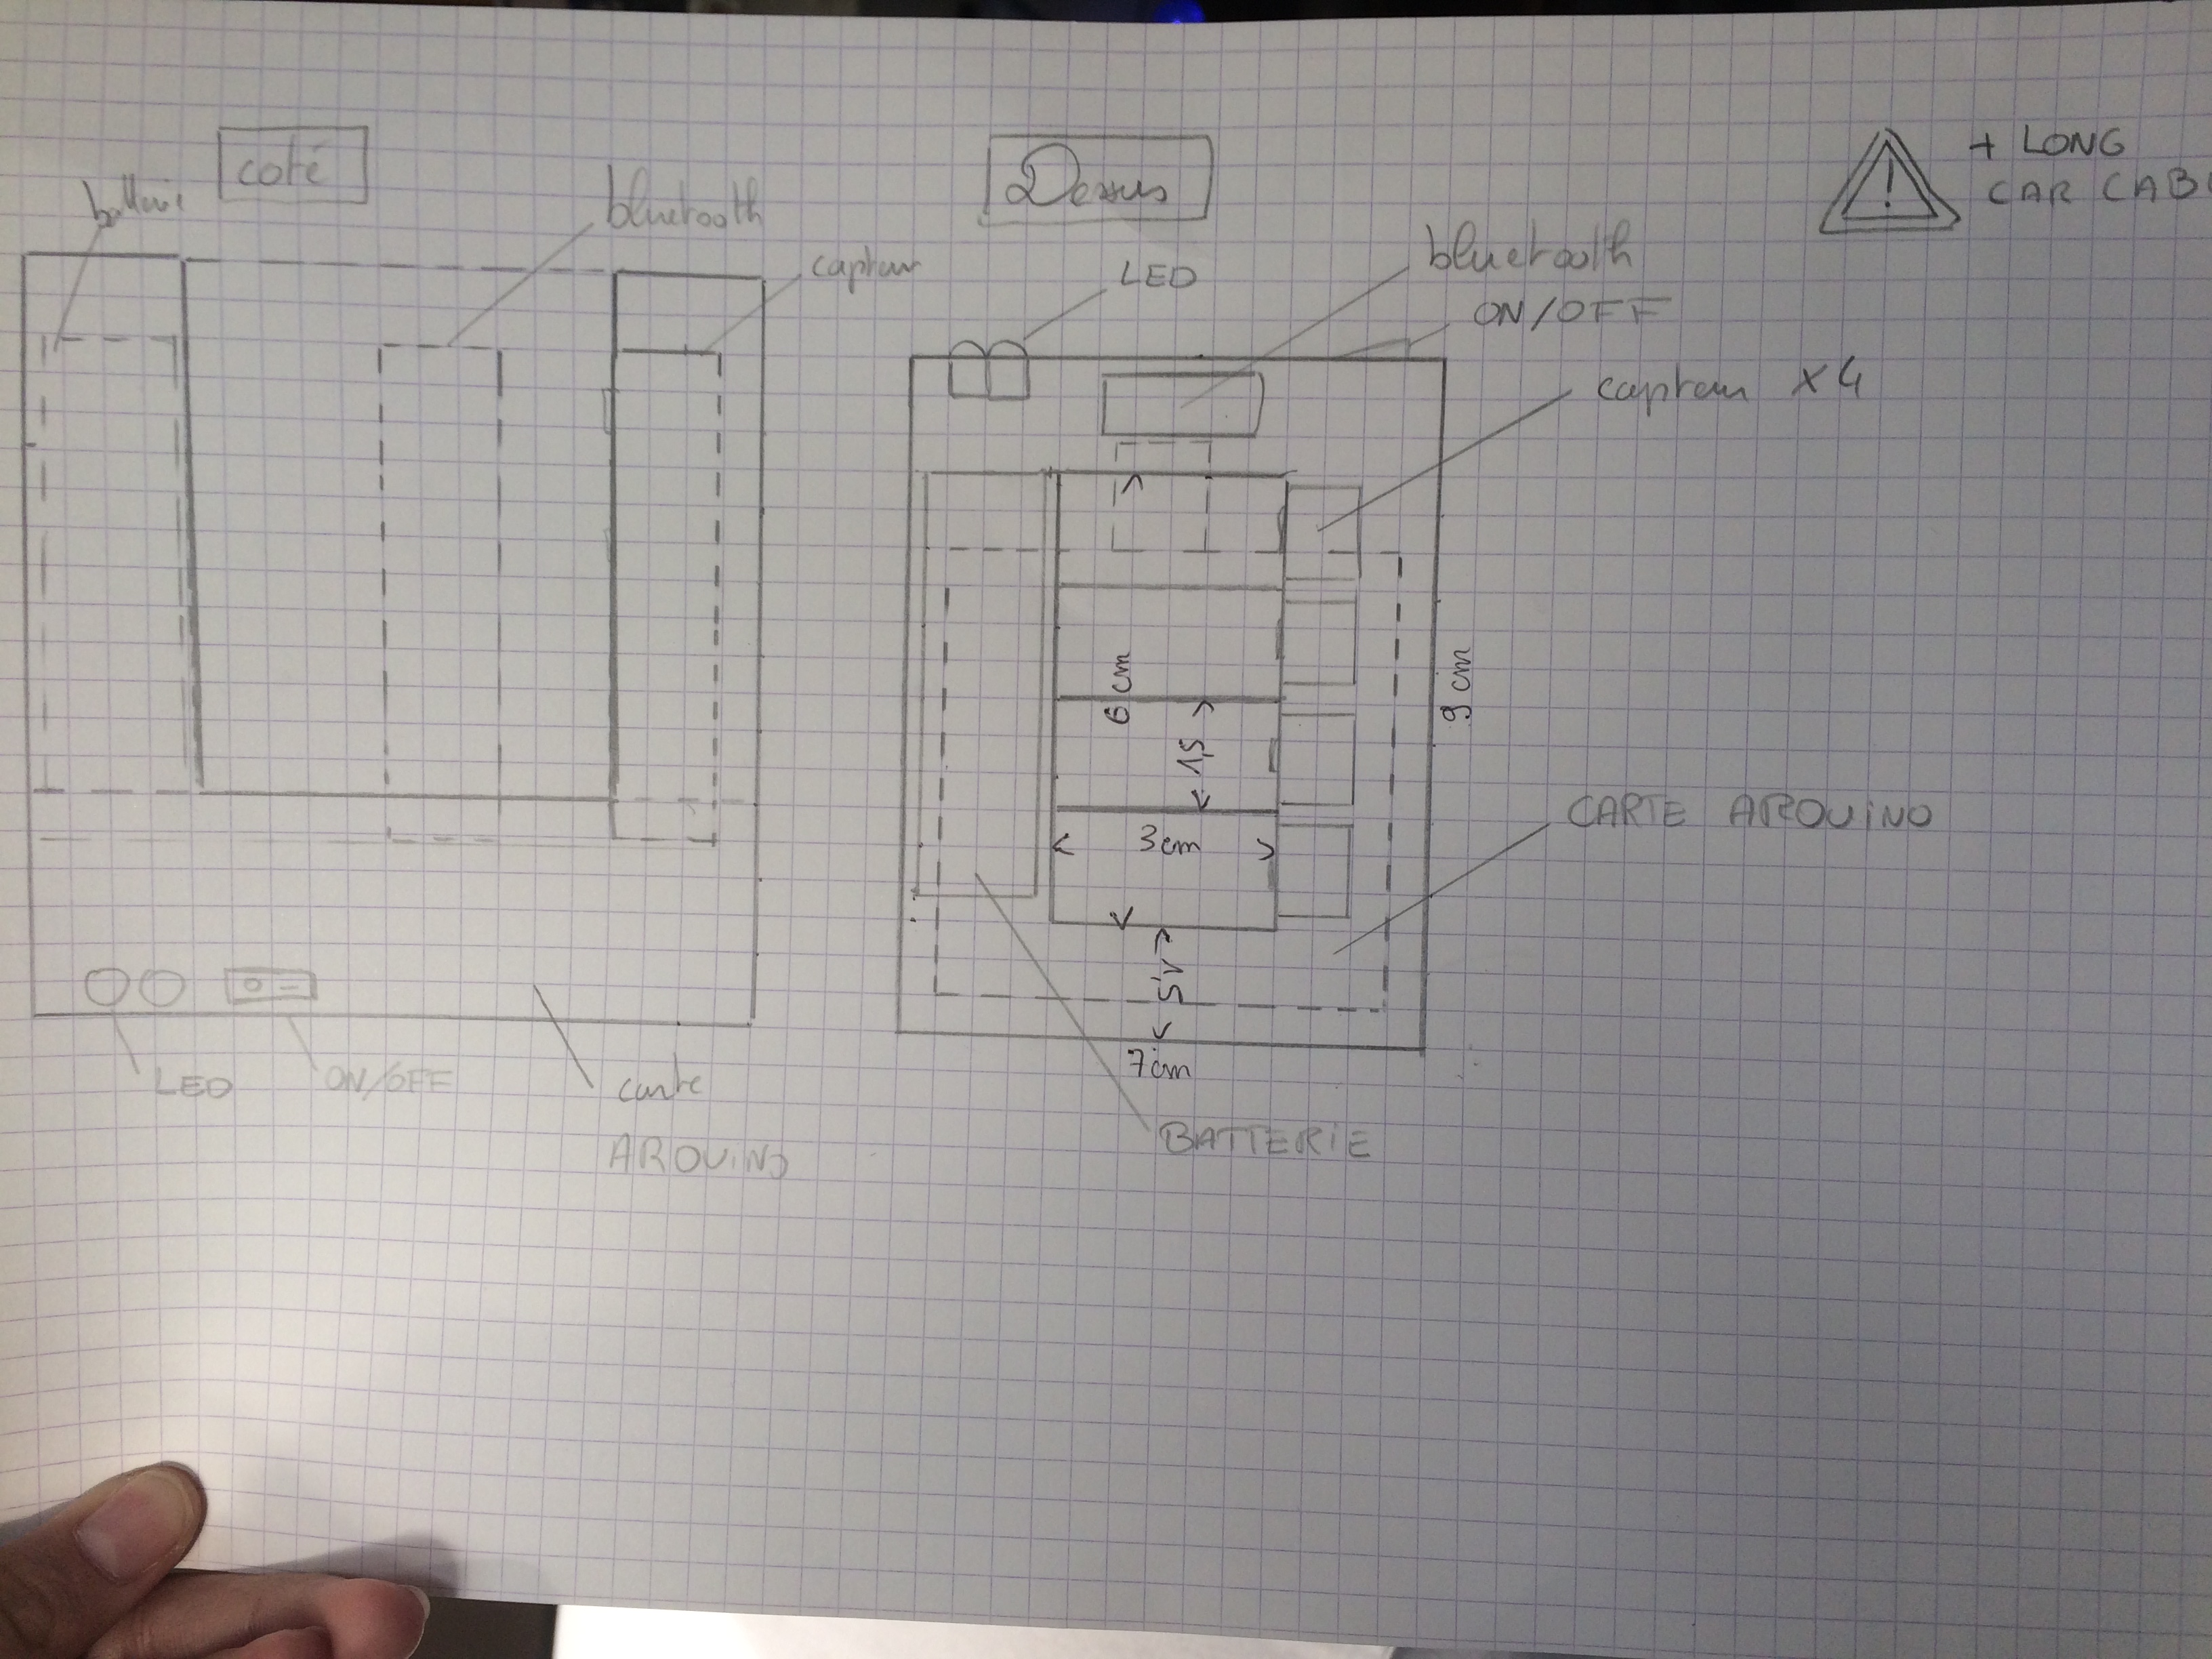 coté
batterie
bluetooth
capteur
LED
ON/OFF
carte
ARDUINO
Dessus
LED
bluetooth
ON/OFF
capteur X4
6 cm
1,5
3cm
1,5
9 cm
7cm
CARTE ARDUINO
BATTERIE
! + LONG
CAR CAB